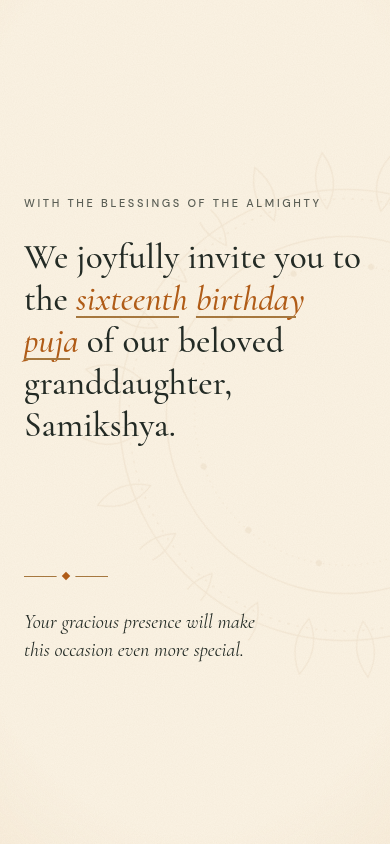 WITH THE BLESSINGS OF THE ALMIGHTY
We joyfully invite you to
the sixteenth birthday
puja of our beloved
granddaughter,
Samikshya.
Your gracious presence will make
this occasion even more special.